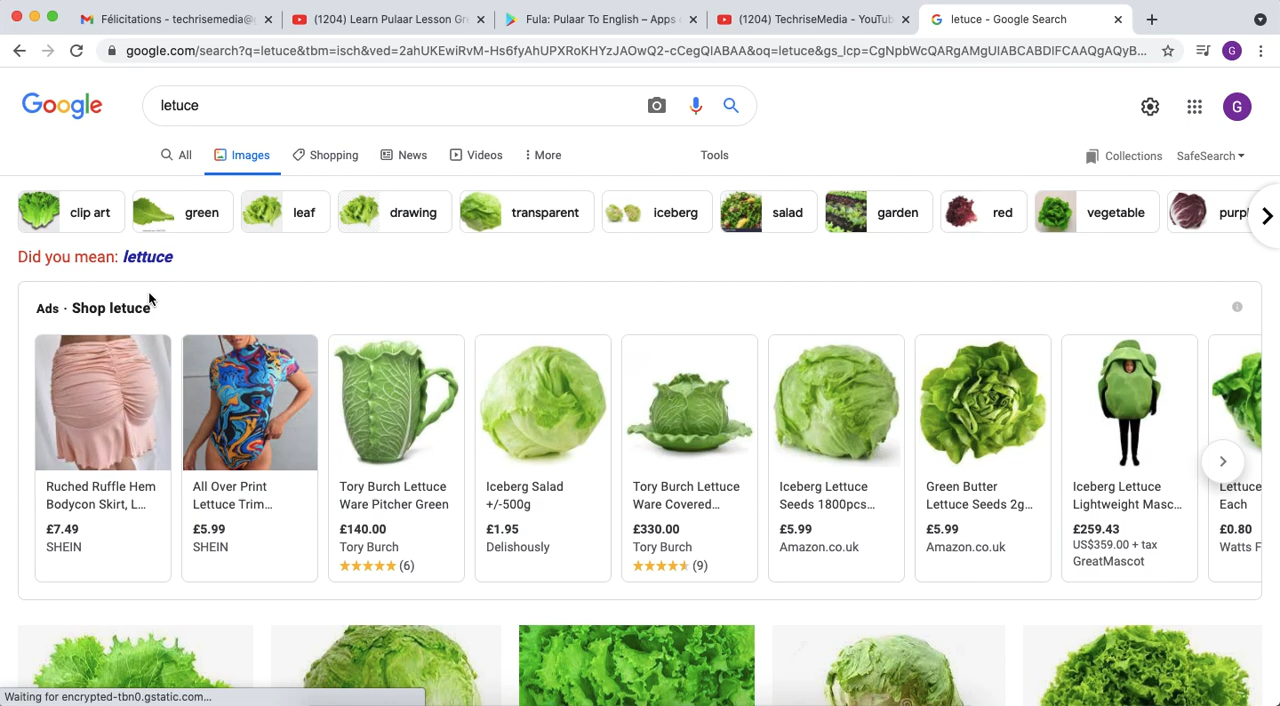 Félicitations - techrisemedia@g
(1204) Learn Pulaar Lesson Gr
Fula: Pulaar To English – Apps
(1204) TechriseMedia - YouTub
letuce - Google Search
google.com/search?q=letuce&tbm=isch&ved=2ahUKEwiRvM-Hs6fyAhUPXRoKHYzJAOwQ2-cCegQIABAA&oq=letuce&gs_lcp=CgNpbWcQARgAMgUIABCABDIFCAAQgAQyB...
G
Google
letuce
G
All
Images
Shopping
News
Videos
More
Tools
Collections
SafeSearch
clip art
green
leaf
drawing
transparent
iceberg
salad
garden
red
vegetable
purpl
Did you mean: lettuce
Ads · Shop letuce
Ruched Ruffle Hem
Bodycon Skirt, L...
£7.49
SHEIN
All Over Print
Lettuce Trim...
£5.99
SHEIN
Tory Burch Lettuce
Ware Pitcher Green
£140.00
Tory Burch
(6)
Iceberg Salad
+/-500g
£1.95
Delishously
Tory Burch Lettuce
Ware Covered...
£330.00
Tory Burch
(9)
Iceberg Lettuce
Seeds 1800pcs...
£5.99
Amazon.co.uk
Green Butter
Lettuce Seeds 2g...
£5.99
Amazon.co.uk
Iceberg Lettuce
Lightweight Masc...
£259.43
US$359.00 + tax
GreatMascot
Lettuce
Each
£0.80
Watts F
Waiting for encrypted-tbn0.gstatic.com...